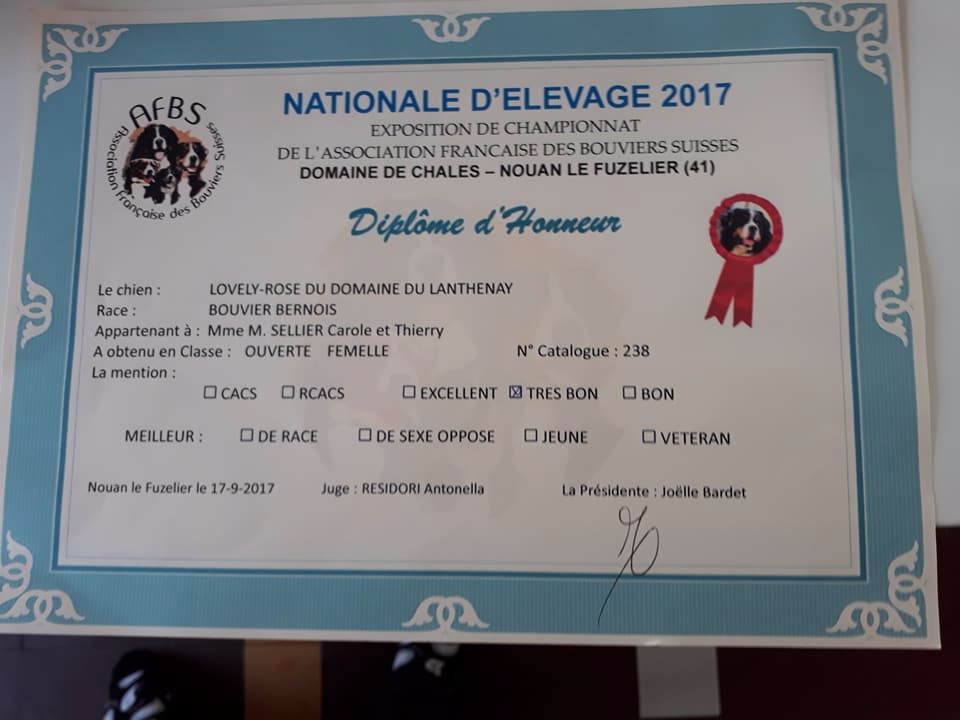 AFBS
Association Française des Bouviers Suisses
NATIONALE D'ELEVAGE 2017
EXPOSITION DE CHAMPIONNAT
DE L'ASSOCIATION FRANCAISE DES BOUVIERS SUISSES
DOMAINE DE CHALES – NOUAN LE FUZELIER (41)
Diplôme d'Honneur
Le chien : LOVELY-ROSE DU DOMAINE DU LANTHENAY
Race : BOUVIER BERNOIS
Appartenant à : Mme M. SELLIER Carole et Thierry
A obtenu en Classe : OUVERTE FEMELLE N° Catalogue : 238
La mention :
☐ CACS ☐ RCACS ☐ EXCELLENT ☒ TRES BON ☐ BON
MEILLEUR : ☐ DE RACE ☐ DE SEXE OPPOSE ☐ JEUNE ☐ VETERAN
Nouan le Fuzelier le 17-9-2017 Juge : RESIDORI Antonella La Présidente : Joëlle Bardet